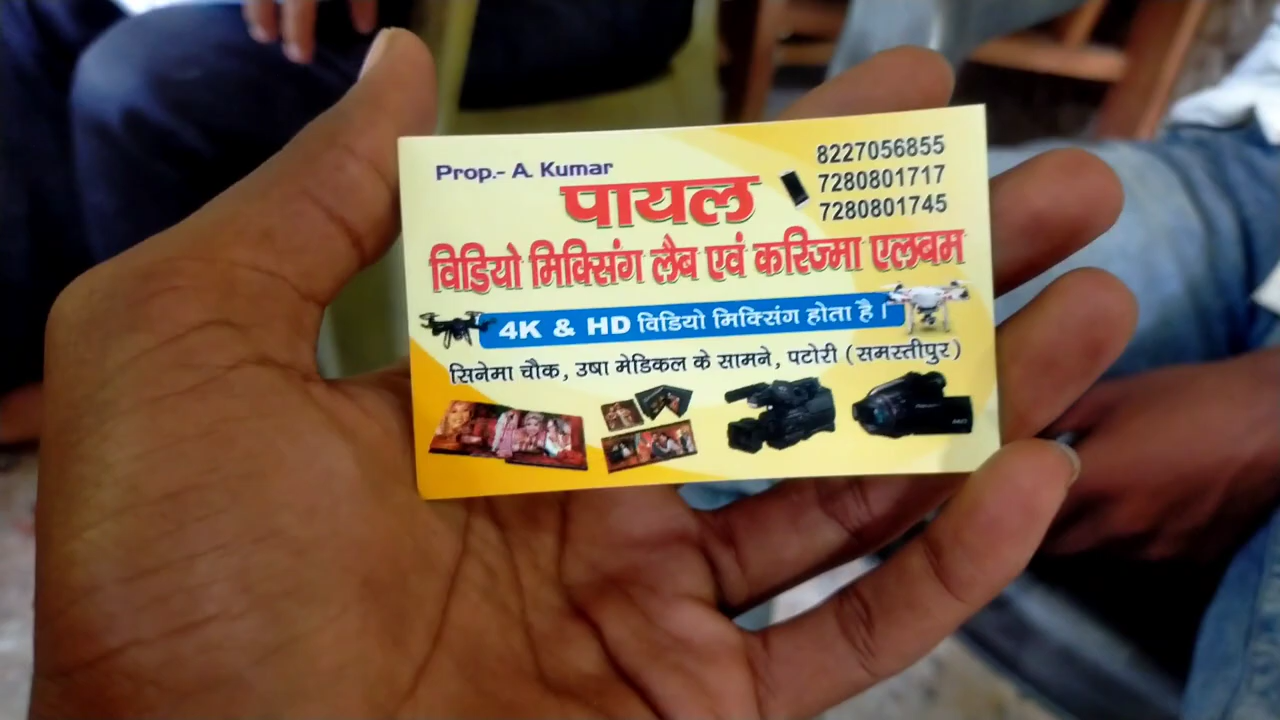 Prop.- A. Kumar
8227056855
7280801717
7280801745
पायल
विडियो मिक्सिंग लैब एवं करिज्मा एलबम
4K & HD विडियो मिक्सिंग होता है।
सिनेमा चौक, उषा मेडिकल के सामने, पटोरी (समस्तीपुर)